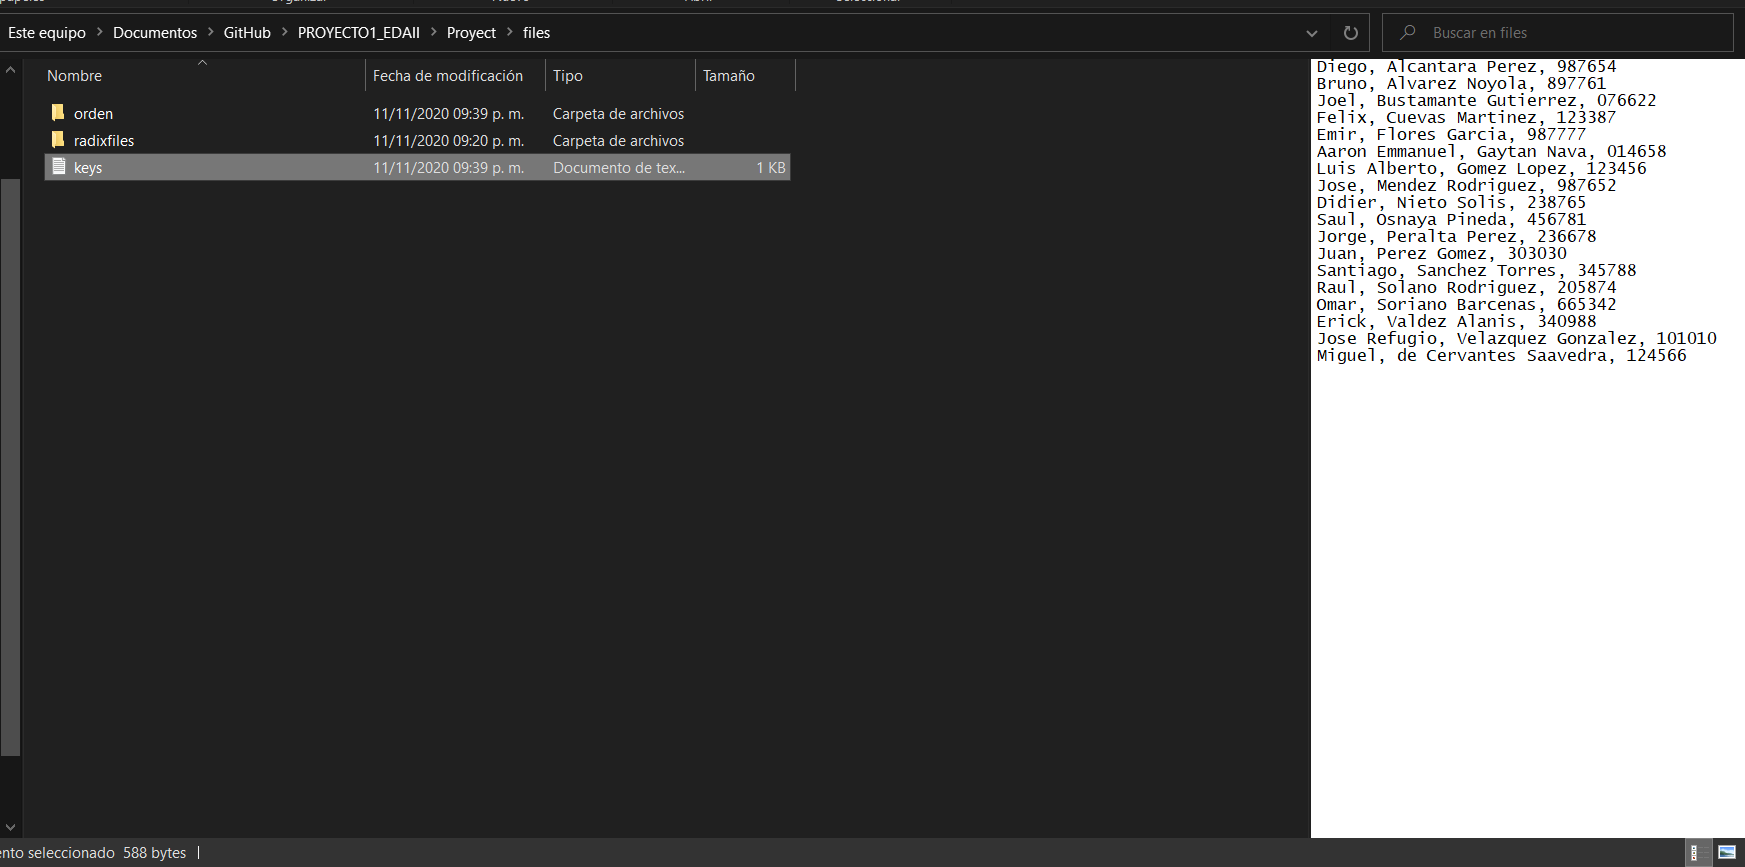 Este equipo > Documentos > GitHub > PROYECTO1_EDAII > Proyect > files
Buscar en files
Nombre Fecha de modificación Tipo Tamaño
orden 11/11/2020 09:39 p. m. Carpeta de archivos
radixfiles 11/11/2020 09:20 p. m. Carpeta de archivos
keys 11/11/2020 09:39 p. m. Documento de tex... 1 KB
Diego, Alcantara Perez, 987654
Bruno, Alvarez Noyola, 897761
Joel, Bustamante Gutierrez, 076622
Felix, Cuevas Martinez, 123387
Emir, Flores Garcia, 987777
Aaron Emmanuel, Gaytan Nava, 014658
Luis Alberto, Gomez Lopez, 123456
Jose, Mendez Rodriguez, 987652
Didier, Nieto Solis, 238765
Saul, Osnaya Pineda, 456781
Jorge, Peralta Perez, 236678
Juan, Perez Gomez, 303030
Santiago, Sanchez Torres, 345788
Raul, Solano Rodriguez, 205874
Omar, Soriano Barcenas, 665342
Erick, Valdez Alanis, 340988
Jose Refugio, Velazquez Gonzalez, 101010
Miguel, de Cervantes Saavedra, 124566
nto seleccionado 588 bytes